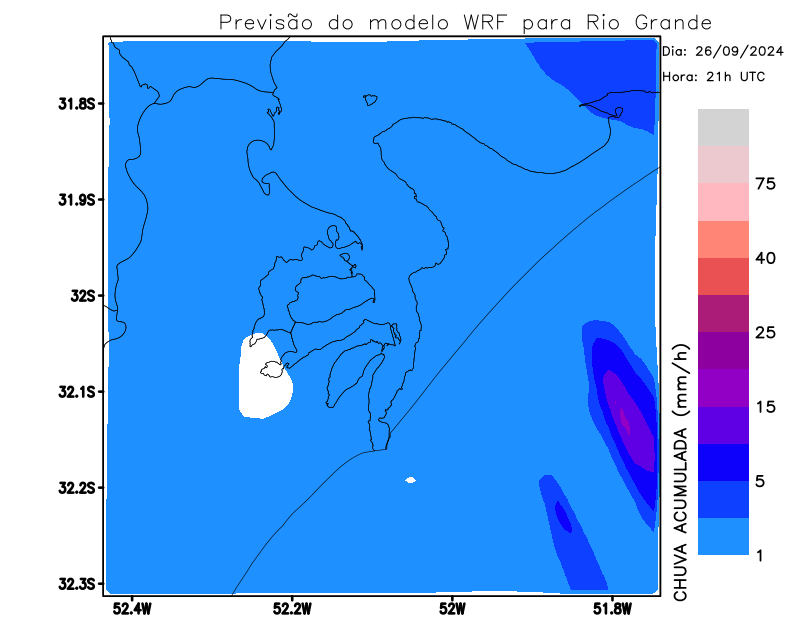 Previsão do modelo WRF para Rio Grande
Dia: 26/09/2024
Hora: 21h UTC
31.8S
31.9S
32S
32.1S
32.2S
32.3S
52.4W
52.2W
52W
51.8W
75
40
25
15
5
1
CHUVA ACUMULADA (mm/h)